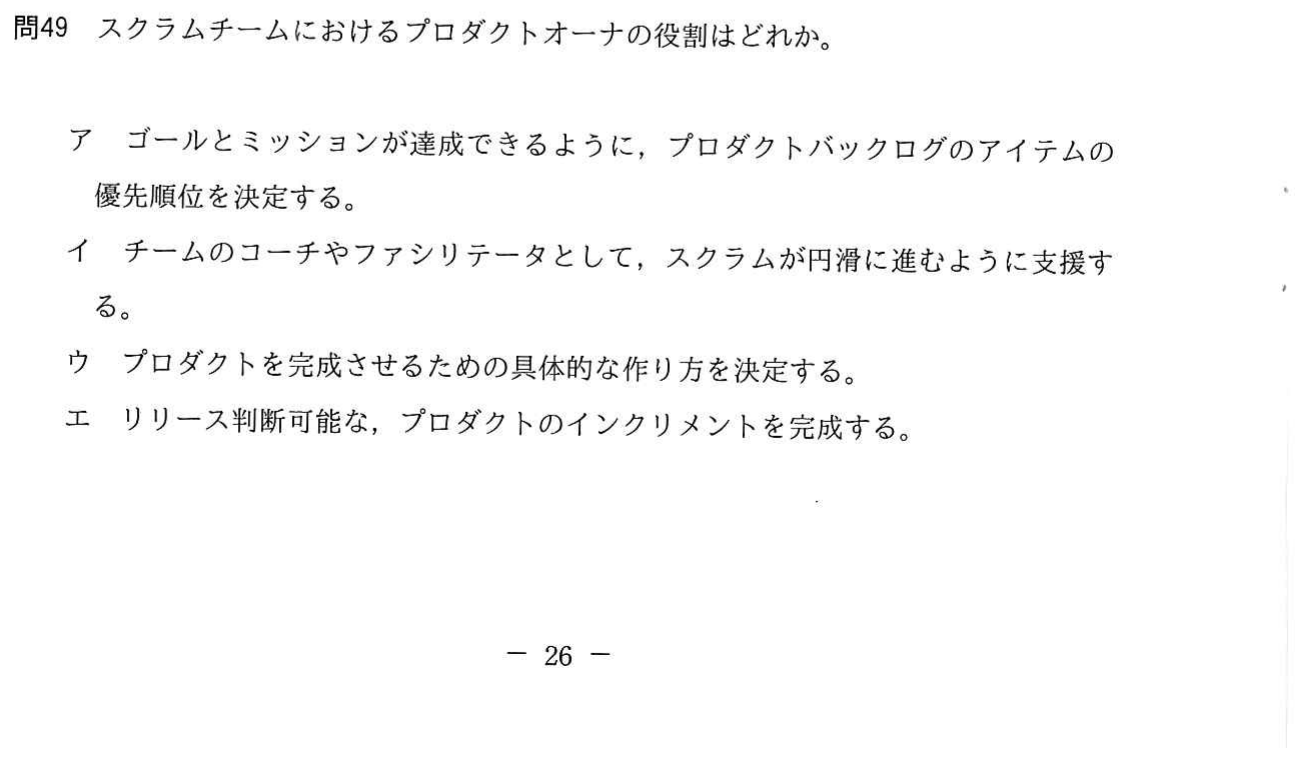 問49 スクラムチームにおけるプロダクトオーナの役割はどれか。
ア ゴールとミッションが達成できるように，プロダクトバックログのアイテムの
優先順位を決定する。
イ チームのコーチやファシリテータとして，スクラムが円滑に進むように支援す
る。
ウ プロダクトを完成させるための具体的な作り方を決定する。
エ リリース判断可能な，プロダクトのインクリメントを完成する。
－ 26 －